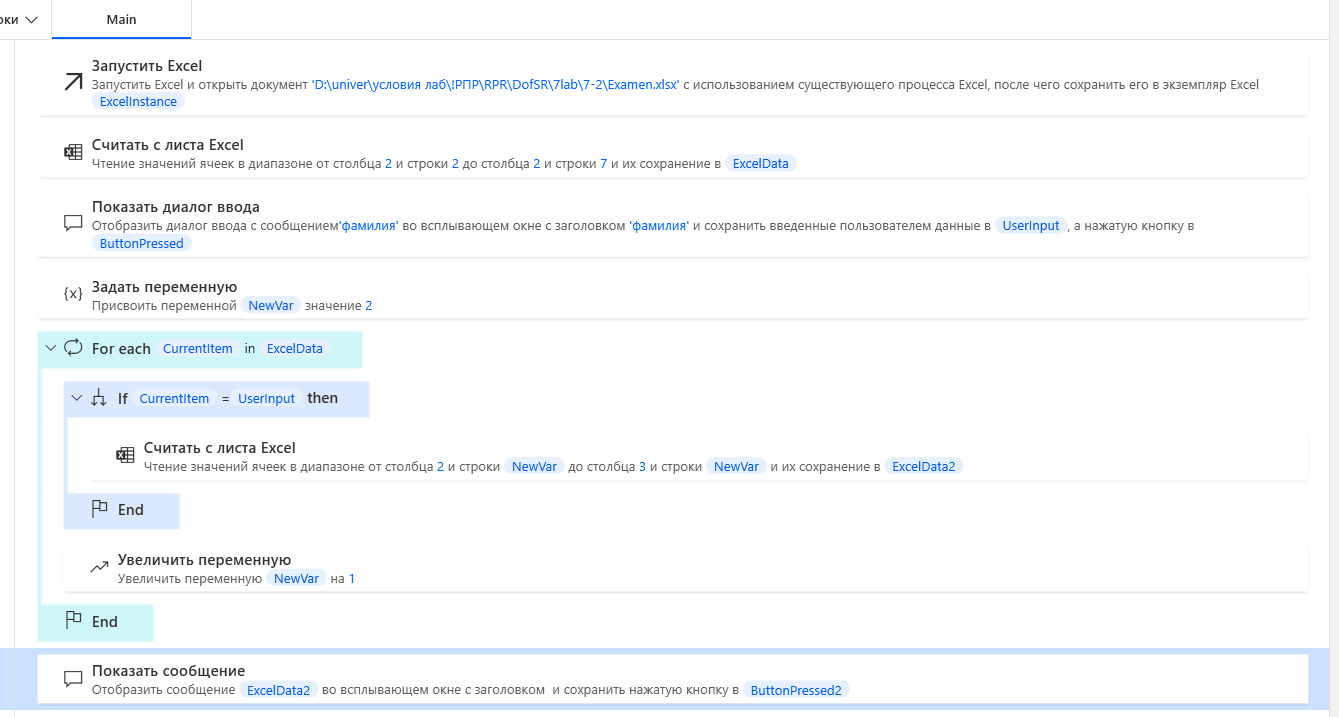 оки Main
Запустить Excel
Запустить Excel и открыть документ 'D:\univer\условия лаб\!РПР\RPR\DofSR\7lab\7-2\Examen.xlsx' с использованием существующего процесса Excel, после чего сохранить его в экземпляр Excel
ExcelInstance
Считать с листа Excel
Чтение значений ячеек в диапазоне от столбца 2 и строки 2 до столбца 2 и строки 7 и их сохранение в ExcelData
Показать диалог ввода
Отобразить диалог ввода с сообщением'фамилия' во всплывающем окне с заголовком 'фамилия' и сохранить введенные пользователем данные в UserInput , а нажатую кнопку в
ButtonPressed
{x} Задать переменную
Присвоить переменной NewVar значение 2
For each CurrentItem in ExcelData
If CurrentItem = UserInput then
Считать с листа Excel
Чтение значений ячеек в диапазоне от столбца 2 и строки NewVar до столбца 3 и строки NewVar и их сохранение в ExcelData2
End
Увеличить переменную
Увеличить переменную NewVar на 1
End
Показать сообщение
Отобразить сообщение ExcelData2 во всплывающем окне с заголовком и сохранить нажатую кнопку в ButtonPressed2